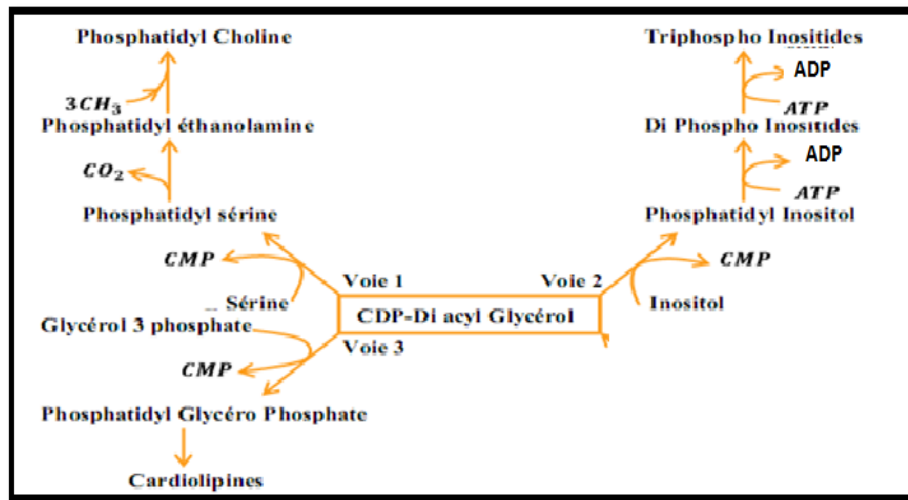 Phosphatidyl Choline
Triphospho Inositides
ADP
3CH₃
ATP
Phosphatidyl éthanolamine
Di Phospho Inositides
ADP
CO₂
ATP
Phosphatidyl sérine
Phosphatidyl Inositol
CMP
CMP
Voie 1
Voie 2
Sérine
Inositol
CDP-Di acyl Glycérol
Glycérol 3 phosphate
Voie 3
CMP
Phosphatidyl Glycéro Phosphate
Cardiolipines